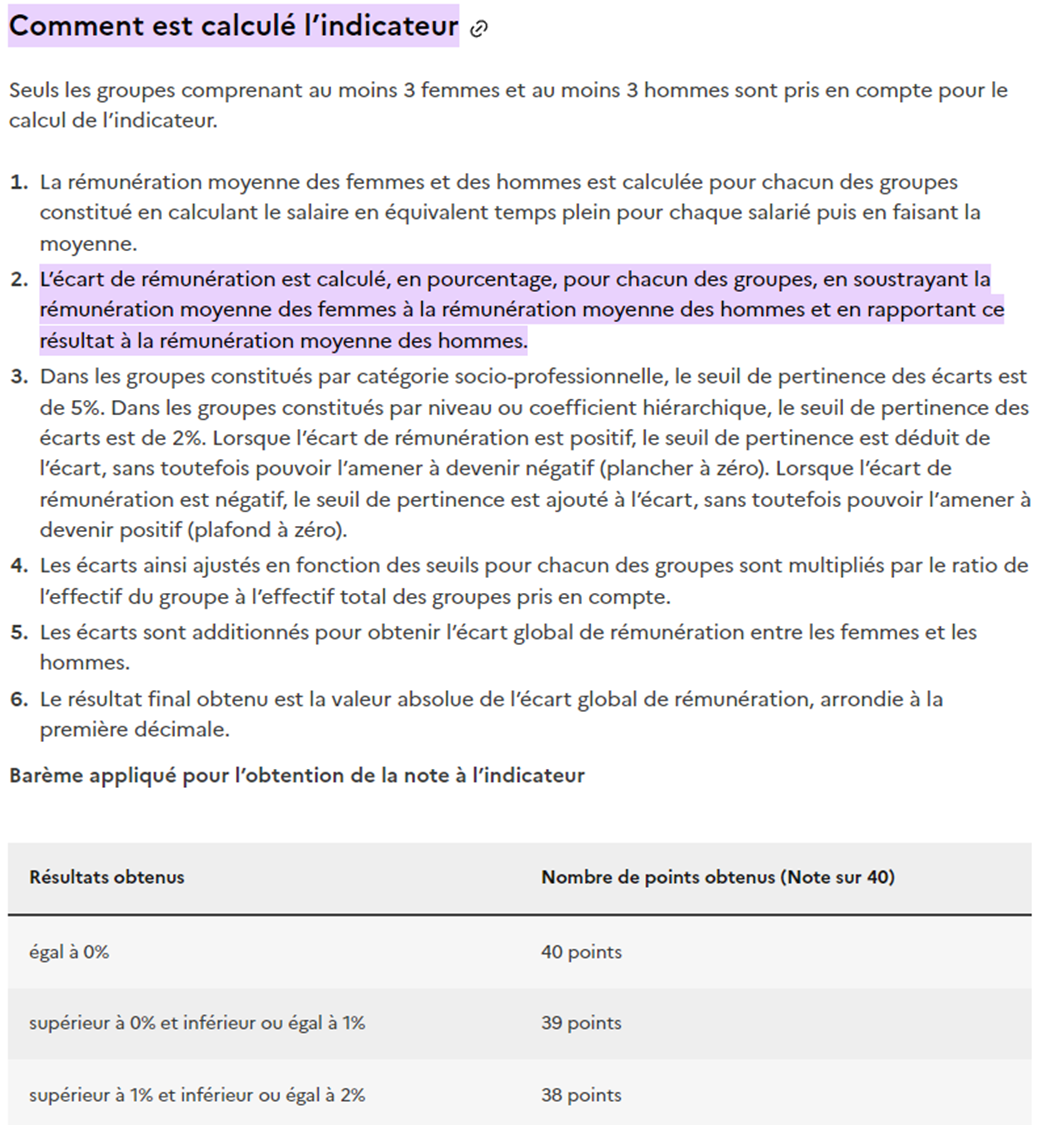 Comment est calculé l’indicateur
Seuls les groupes comprenant au moins 3 femmes et au moins 3 hommes sont pris en compte pour le
calcul de l’indicateur.
1. La rémunération moyenne des femmes et des hommes est calculée pour chacun des groupes
constitué en calculant le salaire en équivalent temps plein pour chaque salarié puis en faisant la
moyenne.
2. L’écart de rémunération est calculé, en pourcentage, pour chacun des groupes, en soustrayant la
rémunération moyenne des femmes à la rémunération moyenne des hommes et en rapportant ce
résultat à la rémunération moyenne des hommes.
3. Dans les groupes constitués par catégorie socio-professionnelle, le seuil de pertinence des écarts est
de 5%. Dans les groupes constitués par niveau ou coefficient hiérarchique, le seuil de pertinence des
écarts est de 2%. Lorsque l’écart de rémunération est positif, le seuil de pertinence est déduit de
l’écart, sans toutefois pouvoir l’amener à devenir négatif (plancher à zéro). Lorsque l’écart de
rémunération est négatif, le seuil de pertinence est ajouté à l’écart, sans toutefois pouvoir l’amener à
devenir positif (plafond à zéro).
4. Les écarts ainsi ajustés en fonction des seuils pour chacun des groupes sont multipliés par le ratio de
l’effectif du groupe à l’effectif total des groupes pris en compte.
5. Les écarts sont additionnés pour obtenir l’écart global de rémunération entre les femmes et les
hommes.
6. Le résultat final obtenu est la valeur absolue de l’écart global de rémunération, arrondie à la
première décimale.
Barème appliqué pour l’obtention de la note à l’indicateur
Résultats obtenus Nombre de points obtenus (Note sur 40)
égal à 0% 40 points
supérieur à 0% et inférieur ou égal à 1% 39 points
supérieur à 1% et inférieur ou égal à 2% 38 points